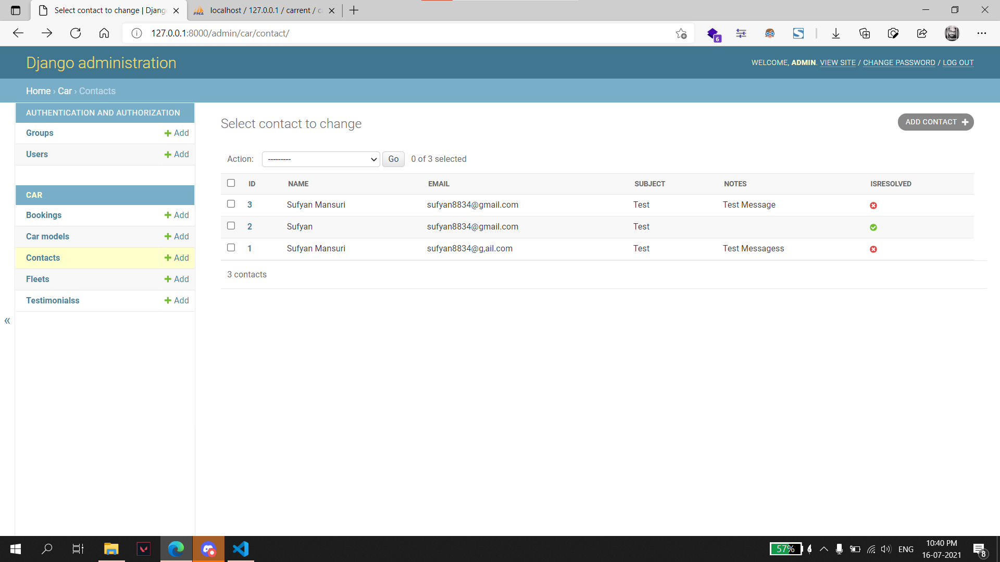 Select contact to change | Djang
localhost / 127.0.0.1 / carrent / c
127.0.0.1:8000/admin/car/contact/
6
Django administration
WELCOME, ADMIN. VIEW SITE / CHANGE PASSWORD / LOG OUT
Home › Car › Contacts
AUTHENTICATION AND AUTHORIZATION
Groups + Add
Users + Add
CAR
Bookings + Add
Car models + Add
Contacts + Add
Fleets + Add
Testimonialss + Add
«
Select contact to change
ADD CONTACT +
Action: --------- Go 0 of 3 selected
ID NAME EMAIL SUBJECT NOTES ISRESOLVED
3 Sufyan Mansuri sufyan8834@gmail.com Test Test Message
2 Sufyan sufyan8834@gmail.com Test
1 Sufyan Mansuri sufyan8834@g,ail.com Test Test Messagess
3 contacts
57% ENG
10:40 PM
16-07-2021
8